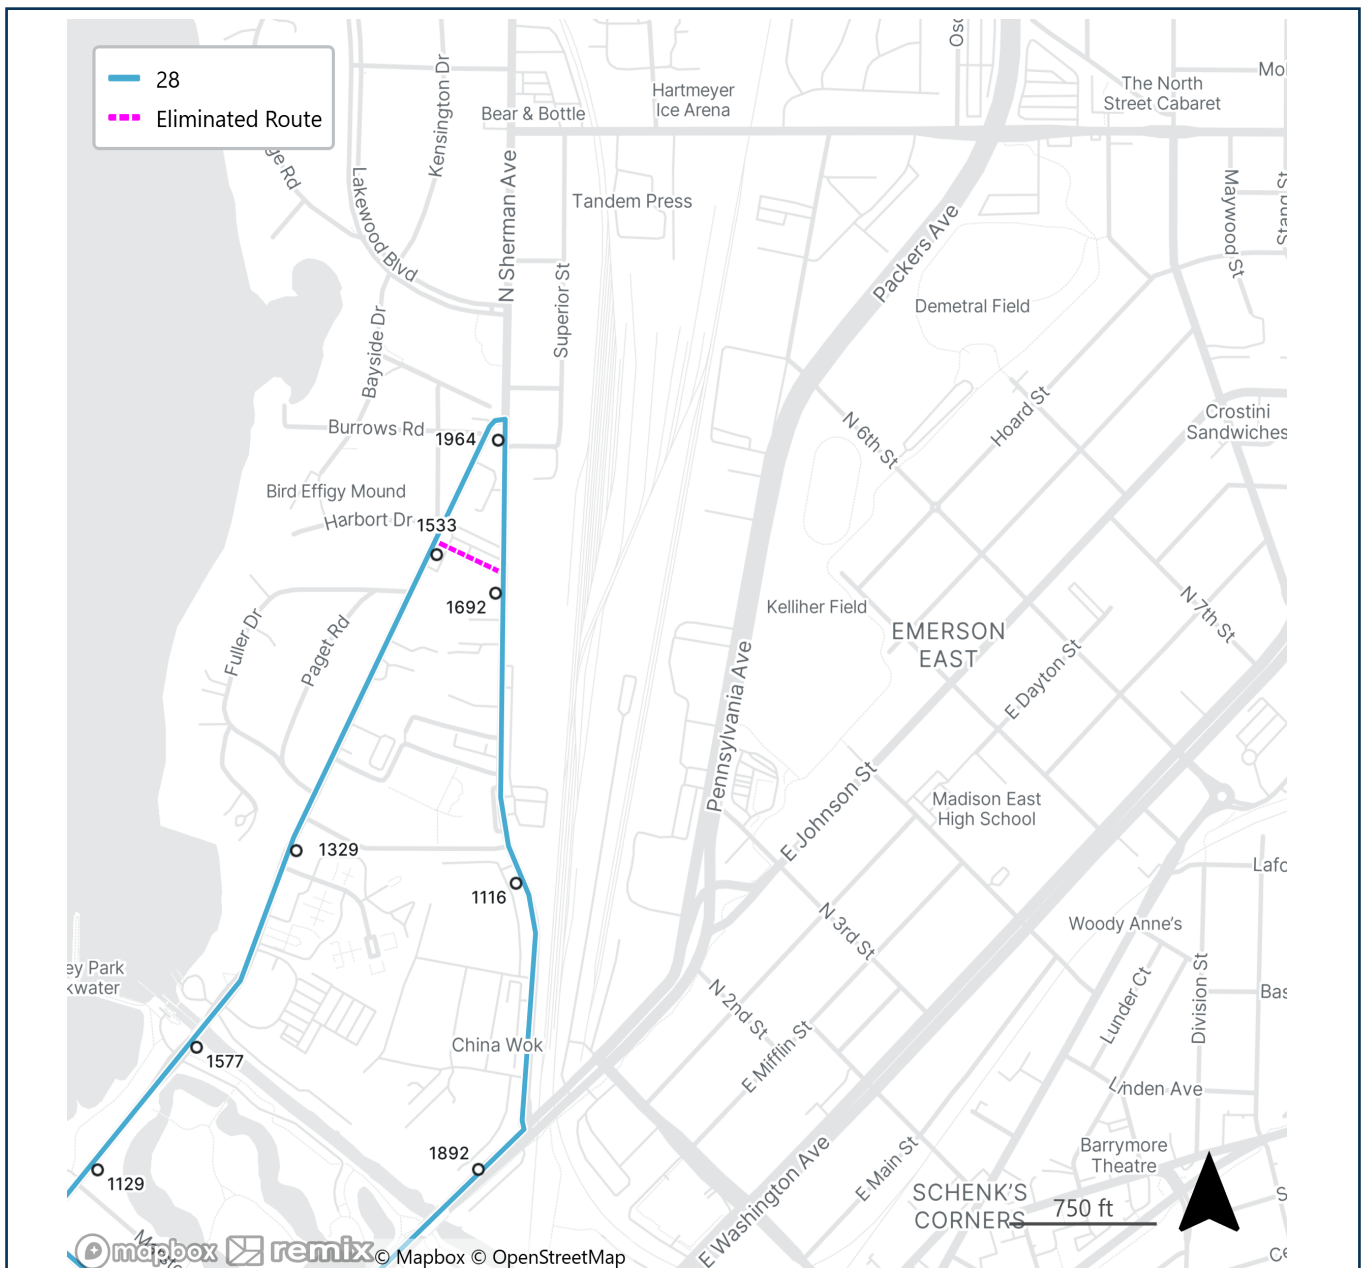 28
Eliminated Route
Kensington Dr
Bear & Bottle
Hartmeyer
Ice Arena
The North
Street Cabaret
Lakewood Blvd
N Sherman Ave
Tandem Press
Packers Ave
Maywood St
Superior St
Bayside Dr
Demetral Field
Burrows Rd
1964
N 6th St
Hoard St
Crostini
Sandwiches
Bird Effigy Mound
Harbort Dr
1533
1692
Fuller Dr
Paget Rd
Kelliher Field
EMERSON
EAST
N 7th St
E Dayton St
Pennsylvania Ave
E Johnson St
Madison East
High School
1329
1116
N 3rd St
Woody Anne's
ey Park
kwater
N 2nd St
E Mifflin St
Lunder Ct
Division St
China Wok
1577
Linden Ave
1892
1129
E Washington Ave
E Main St
Barrymore
Theatre
SCHENK'S
CORNERS
750 ft
mapbox remix © Mapbox © OpenStreetMap